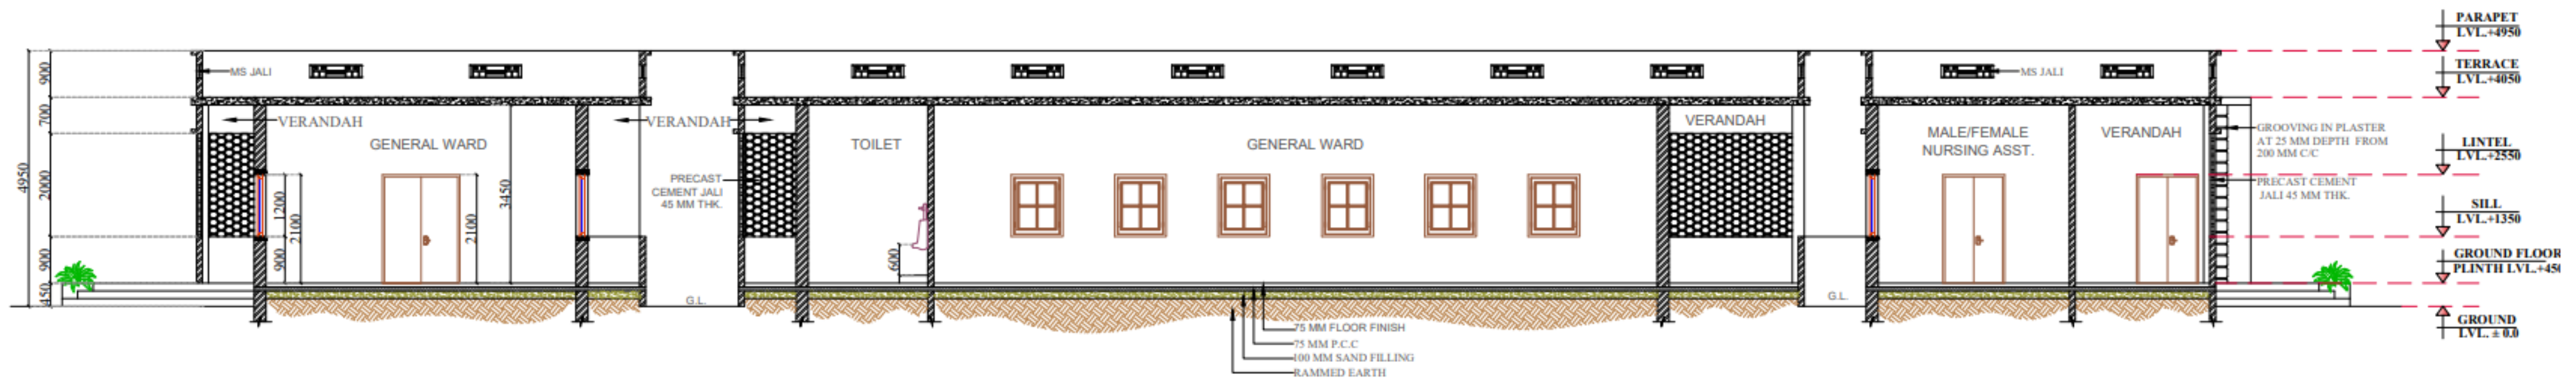 PARAPET
LVL.+4950
TERRACE
LVL.+4050
LINTEL
LVL.+2550
SILL
LVL.+1350
GROUND FLOOR
PLINTH LVL.+450
GROUND
LVL. ± 0.0
4950
900
700
2000
900
450
MS JALI
VERANDAH
GENERAL WARD
1200
2100
900
2100
3450
VERANDAH
PRECAST
CEMENT JALI
45 MM THK.
G.L.
TOILET
600
GENERAL WARD
VERANDAH
75 MM FLOOR FINISH
75 MM P.C.C
100 MM SAND FILLING
RAMMED EARTH
G.L.
MS JALI
MALE/FEMALE
NURSING ASST.
VERANDAH
GROOVING IN PLASTER
AT 25 MM DEPTH FROM
200 MM C/C
PRECAST CEMENT
JALI 45 MM THK.